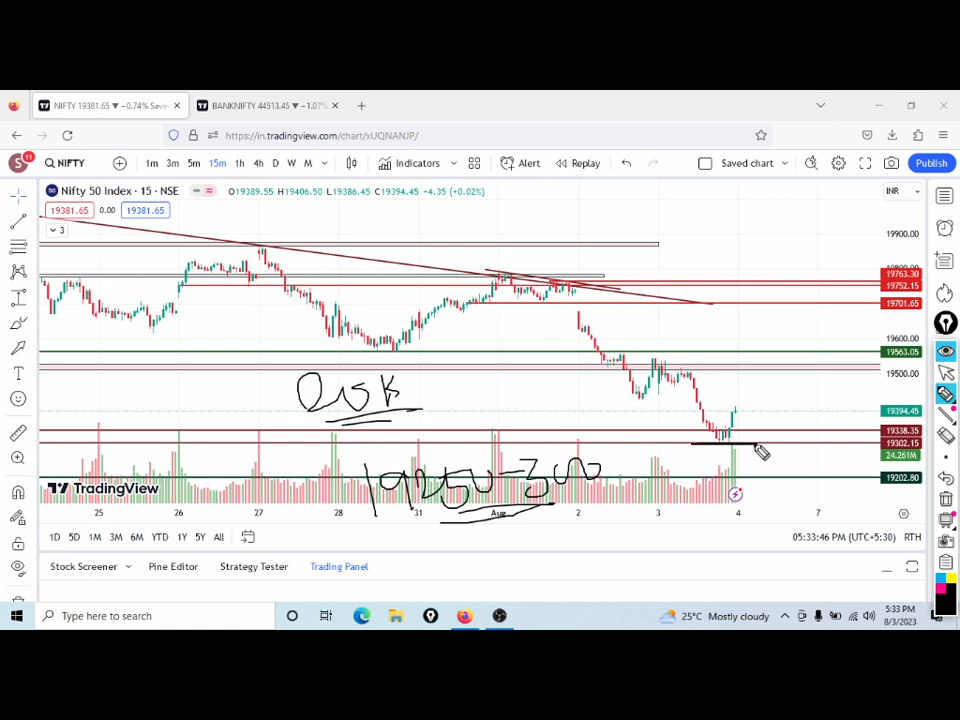 NIFTY 19381.65 ▼ −0.74% Save
BANKNIFTY 44513.45 ▼ −1.07%
https://in.tradingview.com/chart/xUQNANJP/
S 11 NIFTY 1m 3m 5m 15m 1h 4h D W M Indicators Alert Replay Saved chart Publish
Nifty 50 Index · 15 · NSE O19389.55 H19406.50 L19386.45 C19394.45 +4.35 (+0.02%) INR
19381.65 0.00 19381.65
3
19900.00
19763.30
19752.15
19701.65
19600.00
19563.05
19500.00
19394.45
19338.35
19302.15
24.261M
19202.80
TradingView
25 26 27 28 31 Aug 2 3 4 7
1D 5D 1M 3M 6M YTD 1Y 5Y All 05:33:46 PM (UTC+5:30) RTH
Stock Screener Pine Editor Strategy Tester Trading Panel
Type here to search 25°C Mostly cloudy 5:33 PM
8/3/2023